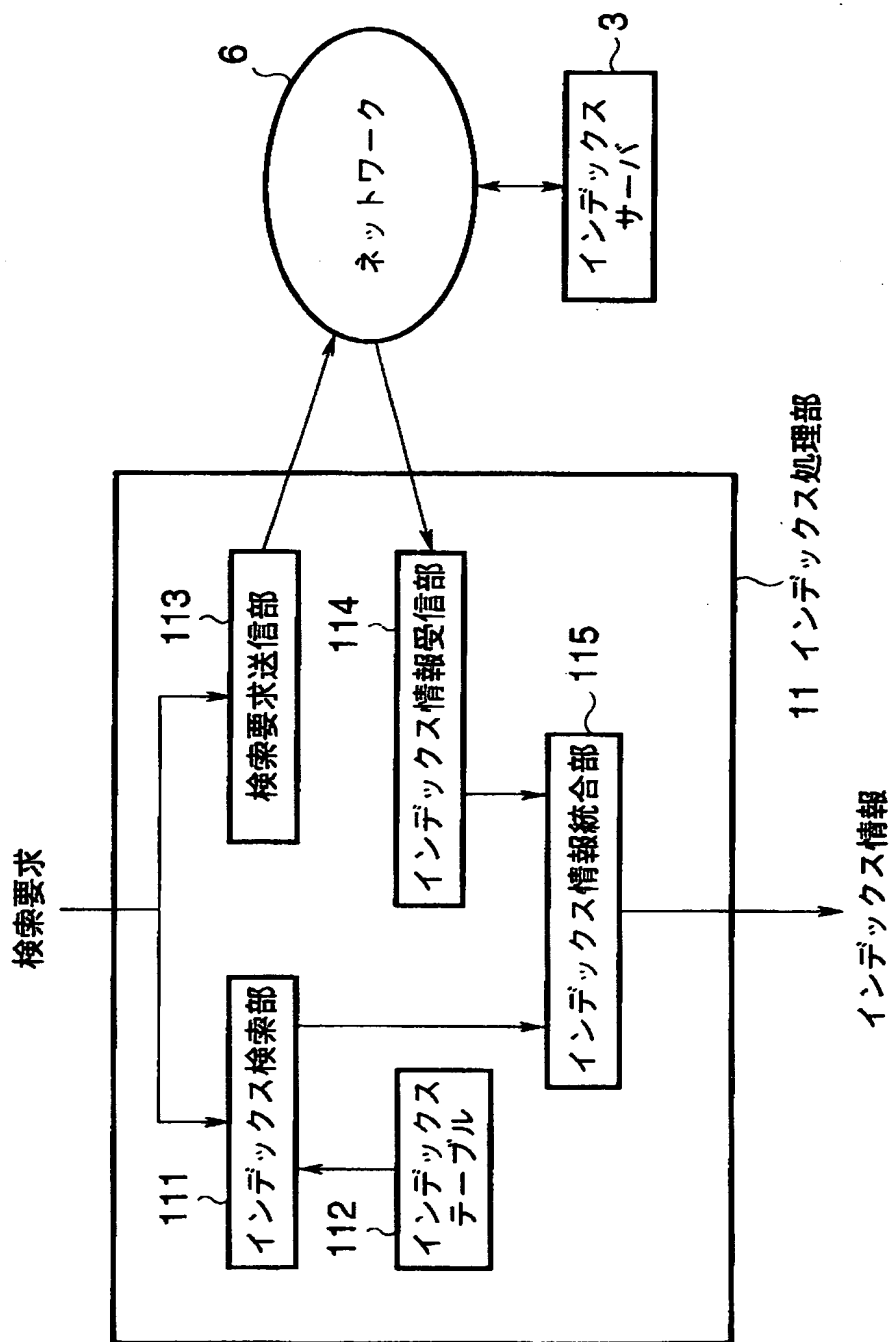 検索要求
111
インデックス検索部
113
検索要求送信部
112
インデックス
テーブル
114
インデックス情報受信部
インデックス情報統合部
115
11 インデックス処理部
インデックス情報
6
ネットワーク
インデックス
サーバ
3